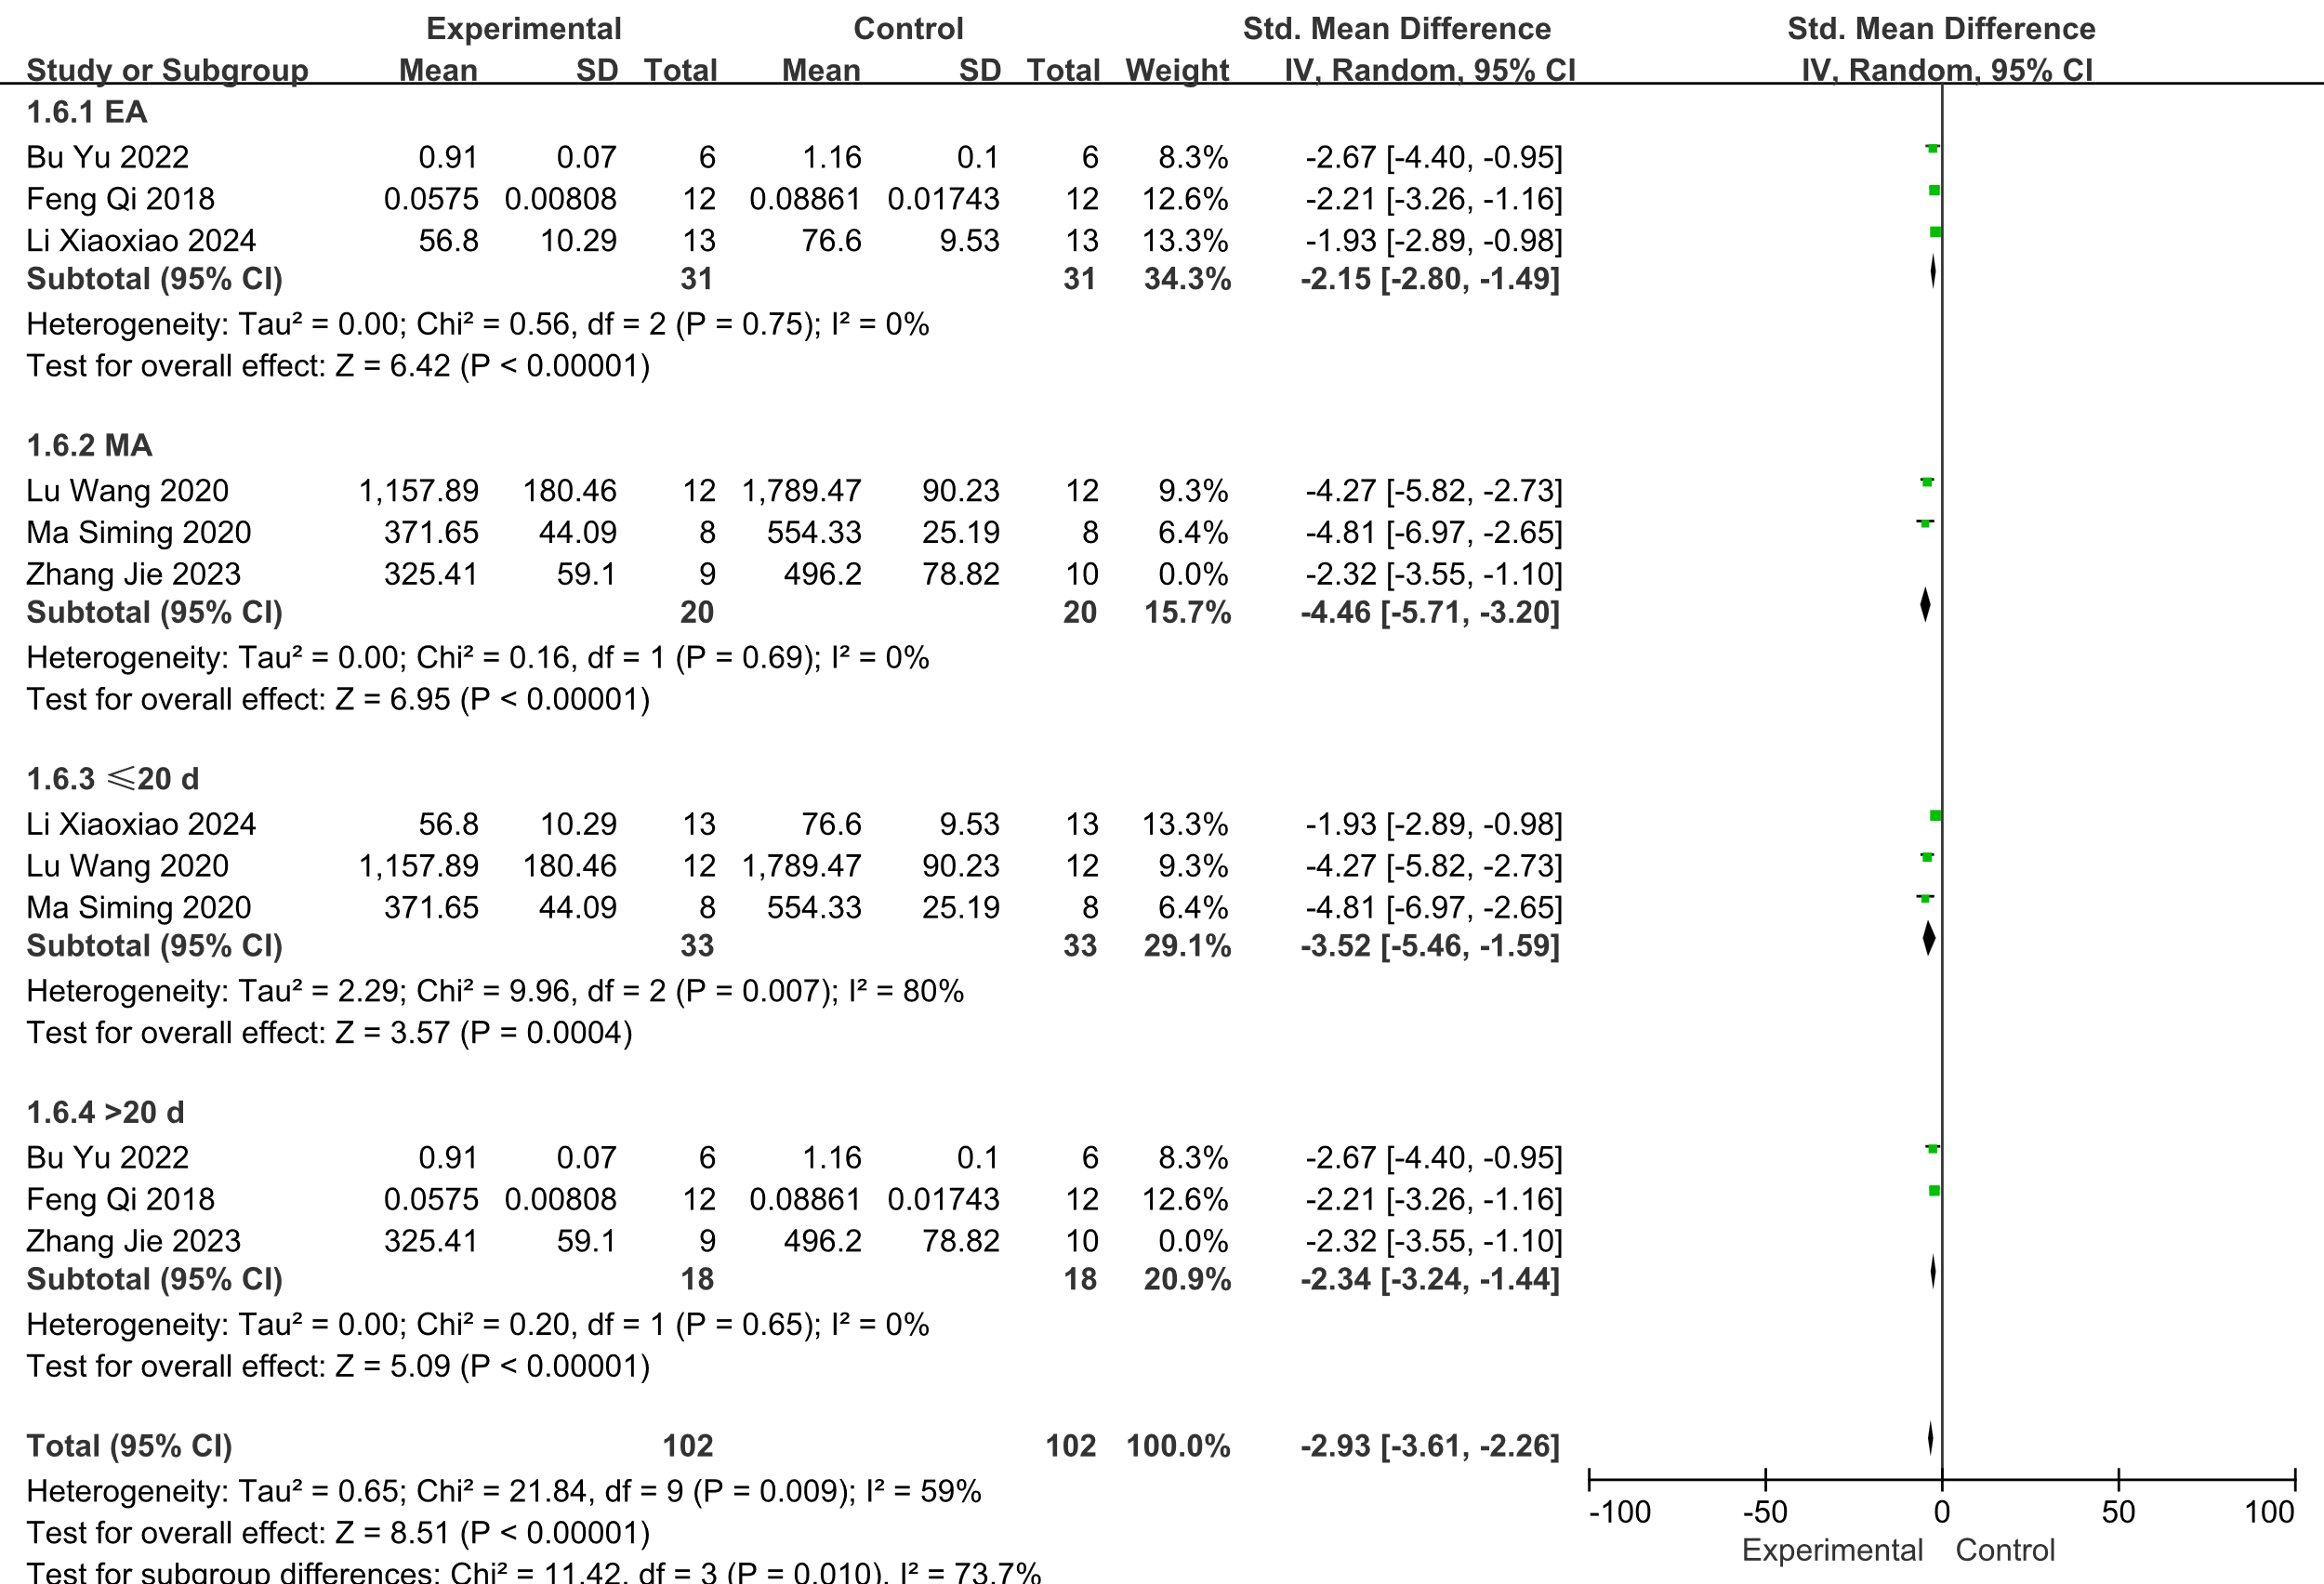 Experimental Control Std. Mean Difference Std. Mean Difference
Study or Subgroup Mean SD Total Mean SD Total Weight IV, Random, 95% CI IV, Random, 95% CI
1.6.1 EA
Bu Yu 2022 0.91 0.07 6 1.16 0.1 6 8.3% -2.67 [-4.40, -0.95]
Feng Qi 2018 0.0575 0.00808 12 0.08861 0.01743 12 12.6% -2.21 [-3.26, -1.16]
Li Xiaoxiao 2024 56.8 10.29 13 76.6 9.53 13 13.3% -1.93 [-2.89, -0.98]
Subtotal (95% CI) 31 31 34.3% -2.15 [-2.80, -1.49]
Heterogeneity: Tau² = 0.00; Chi² = 0.56, df = 2 (P = 0.75); I² = 0%
Test for overall effect: Z = 6.42 (P < 0.00001)
1.6.2 MA
Lu Wang 2020 1,157.89 180.46 12 1,789.47 90.23 12 9.3% -4.27 [-5.82, -2.73]
Ma Siming 2020 371.65 44.09 8 554.33 25.19 8 6.4% -4.81 [-6.97, -2.65]
Zhang Jie 2023 325.41 59.1 9 496.2 78.82 10 0.0% -2.32 [-3.55, -1.10]
Subtotal (95% CI) 20 20 15.7% -4.46 [-5.71, -3.20]
Heterogeneity: Tau² = 0.00; Chi² = 0.16, df = 1 (P = 0.69); I² = 0%
Test for overall effect: Z = 6.95 (P < 0.00001)
1.6.3 ⩽20 d
Li Xiaoxiao 2024 56.8 10.29 13 76.6 9.53 13 13.3% -1.93 [-2.89, -0.98]
Lu Wang 2020 1,157.89 180.46 12 1,789.47 90.23 12 9.3% -4.27 [-5.82, -2.73]
Ma Siming 2020 371.65 44.09 8 554.33 25.19 8 6.4% -4.81 [-6.97, -2.65]
Subtotal (95% CI) 33 33 29.1% -3.52 [-5.46, -1.59]
Heterogeneity: Tau² = 2.29; Chi² = 9.96, df = 2 (P = 0.007); I² = 80%
Test for overall effect: Z = 3.57 (P = 0.0004)
1.6.4 >20 d
Bu Yu 2022 0.91 0.07 6 1.16 0.1 6 8.3% -2.67 [-4.40, -0.95]
Feng Qi 2018 0.0575 0.00808 12 0.08861 0.01743 12 12.6% -2.21 [-3.26, -1.16]
Zhang Jie 2023 325.41 59.1 9 496.2 78.82 10 0.0% -2.32 [-3.55, -1.10]
Subtotal (95% CI) 18 18 20.9% -2.34 [-3.24, -1.44]
Heterogeneity: Tau² = 0.00; Chi² = 0.20, df = 1 (P = 0.65); I² = 0%
Test for overall effect: Z = 5.09 (P < 0.00001)
Total (95% CI) 102 102 100.0% -2.93 [-3.61, -2.26]
Heterogeneity: Tau² = 0.65; Chi² = 21.84, df = 9 (P = 0.009); I² = 59%
-100 -50 0 50 100
Test for overall effect: Z = 8.51 (P < 0.00001)
Experimental Control
Test for subgroup differences: Chi² = 11.42, df = 3 (P = 0.010), I² = 73.7%